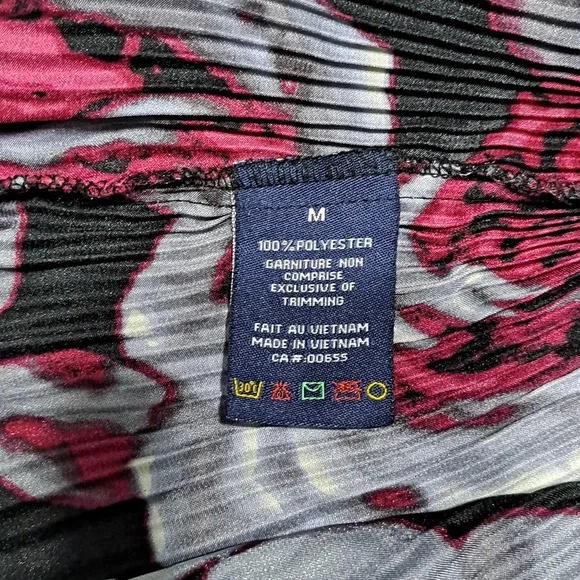 M
100%POLYESTER
GARNITURE NON
COMPRISE
EXCLUSIVE OF
TRIMMING
FAIT AU VIETNAM
MADE IN VIETNAM
CA#:00655
30°C